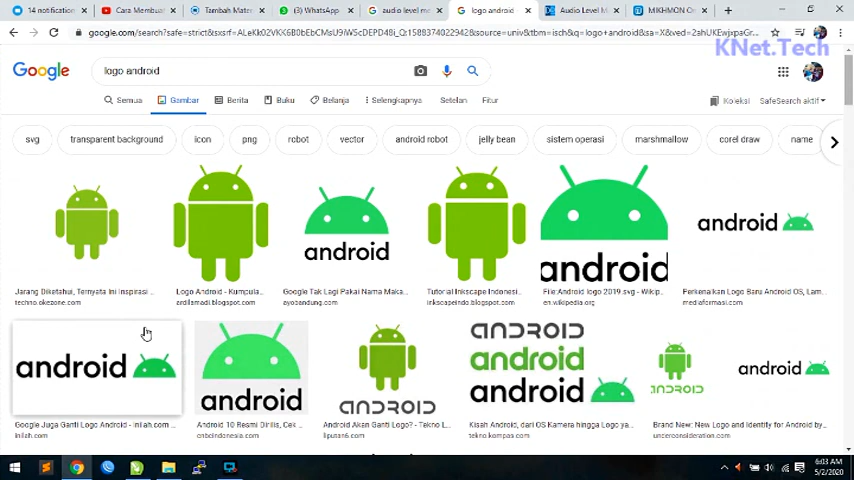 14 notification
Cara Membuat
Tambah Mater
(3) WhatsApp
audio level me
logo android
Audio Level M
MIKHMON On
KNet.Tech
Google
logo android
Semua
Gambar
Berita
Buku
Belanja
Selengkapnya
Setelan
Fitur
Koleksi
SafeSearch aktif
svg
transparent background
icon
png
robot
vector
android robot
jelly bean
sistem operasi
marshmallow
corel draw
name
android
android
android
Jarang Diketahui, Ternyata Ini Inspirasi ...
techno.okezone.com
Logo Android - Kumpula...
ardilamadi.blogspot.com
Google Tak Lagi Pakai Nama Maka...
ayobandung.com
Tutorial Inkscape Indonesi...
inkscapeindo.blogspot.com
File:Android logo 2019.svg - Wikip...
en.wikipedia.org
Perkenalkan Logo Baru Android OS, Lam...
mediaformasi.com
android
android
android
android
android
android
android
android
Google Juga Ganti Logo Android - inilah.com ...
inilah.com
Android 10 Resmi Dirilis, Cek ...
cnbcindonesia.com
Android Akan Ganti Logo? - Tekno L...
liputan6.com
Kisah Android, dari OS Kamera hingga Logo ya...
tekno.kompas.com
Brand New: New Logo and Identity for Android by...
underconsideration.com
6:03 AM
5/2/2020